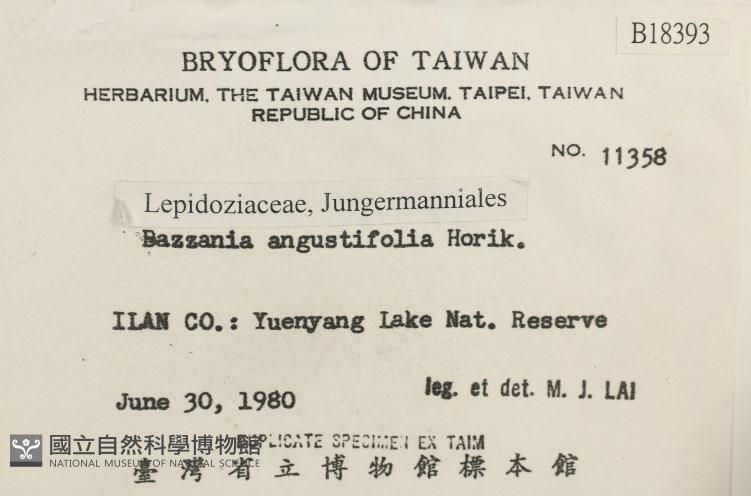 B18393
BRYOFLORA OF TAIWAN
HERBARIUM, THE TAIWAN MUSEUM, TAIPEI, TAIWAN
REPUBLIC OF CHINA
NO. 11358
Lepidoziaceae, Jungermanniales
Bazzania angustifolia Horik.
ILAN CO.: Yuenyang Lake Nat. Reserve
June 30, 1980
leg. et det. M. J. LAI
DUPLICATE SPECIMEN EX TAIM
國立自然科學博物館
NATIONAL MUSEUM OF NATURAL SCIENCE
臺灣省立博物館標本館